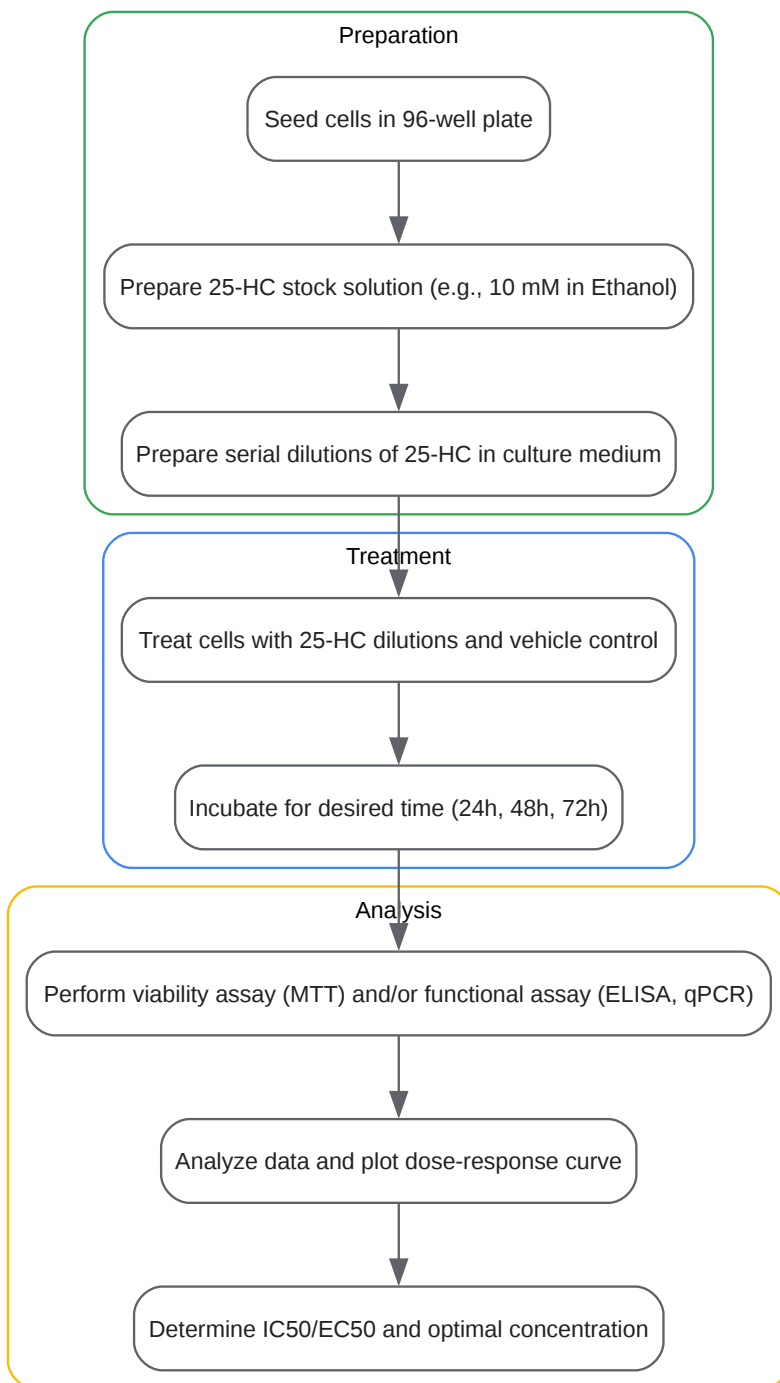 Preparation
Seed cells in 96-well plate
Prepare 25-HC stock solution (e.g., 10 mM in Ethanol)
Prepare serial dilutions of 25-HC in culture medium
Treatment
Treat cells with 25-HC dilutions and vehicle control
Incubate for desired time (24h, 48h, 72h)
Analysis
Perform viability assay (MTT) and/or functional assay (ELISA, qPCR)
Analyze data and plot dose-response curve
Determine IC50/EC50 and optimal concentration